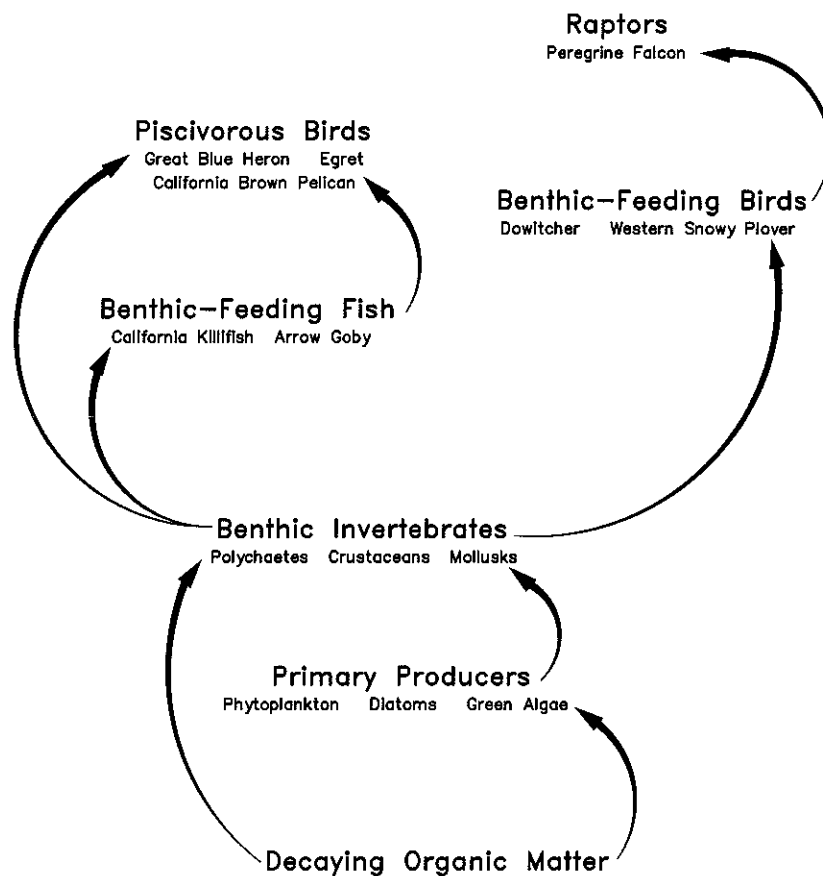 Raptors
Peregrine Falcon
Piscivorous Birds
Great Blue Heron Egret
California Brown Pelican
Benthic-Feeding Birds
Dowitcher Western Snowy Plover
Benthic-Feeding Fish
California Killifish Arrow Goby
Benthic Invertebrates
Polychaetes Crustaceans Mollusks
Primary Producers
Phytoplankton Diatoms Green Algae
Decaying Organic Matter